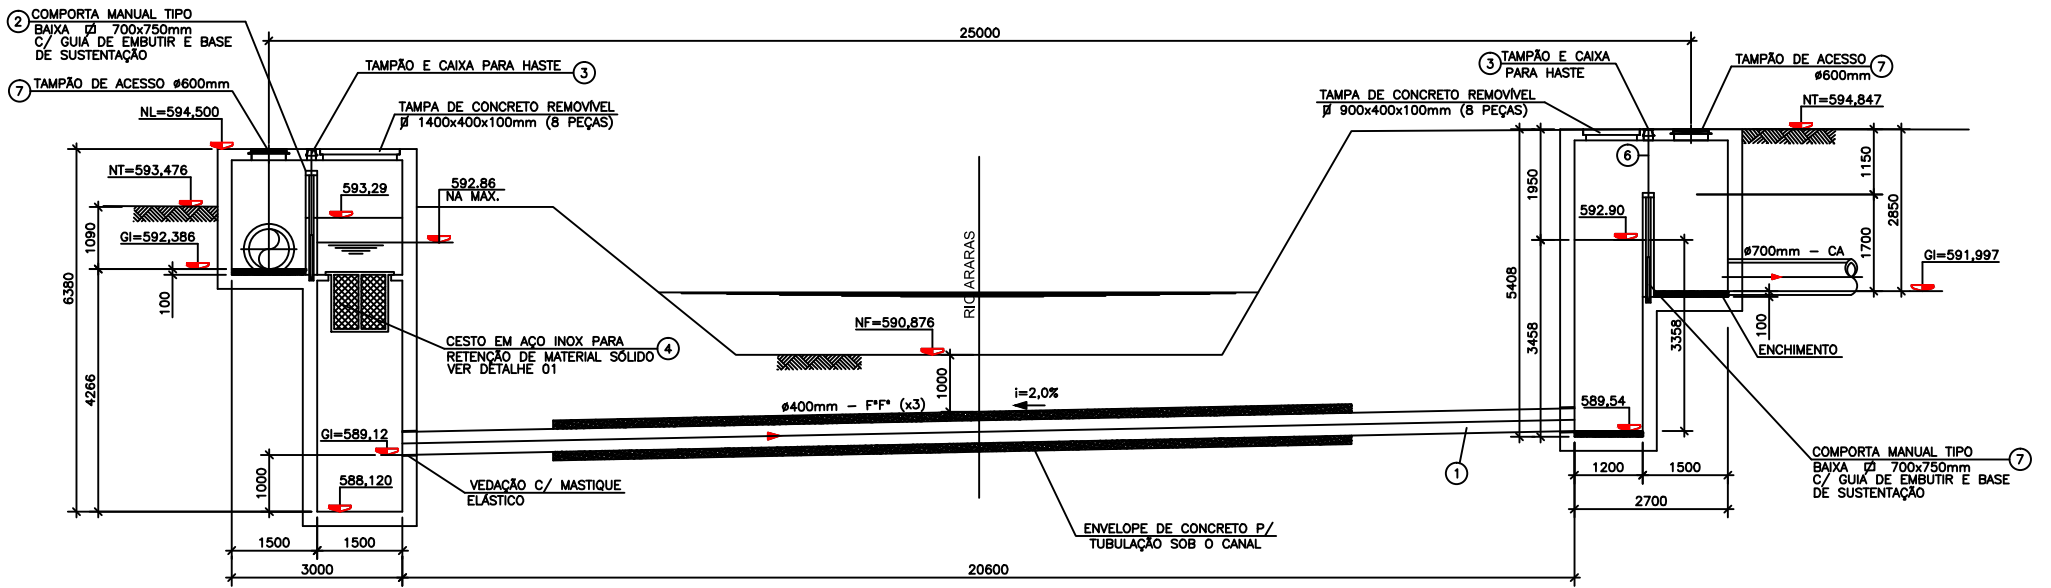 2 COMPORTA MANUAL TIPO
BAIXA 700x750mm
C/ GUIA DE EMBUTIR E BASE
DE SUSTENTAÇÃO
7 TAMPÃO DE ACESSO ø600mm
NL=594,500
NT=593,476
GI=592,386
1090
6380
100
4266
1000
TAMPÃO E CAIXA PARA HASTE 3
TAMPA DE CONCRETO REMOVÍVEL
1400x400x100mm (8 PEÇAS)
593,29
592.86
NA MAX.
CESTO EM AÇO INOX PARA
RETENÇÃO DE MATERIAL SÓLIDO
VER DETALHE 01
4
GI=589,12
588,120
VEDAÇÃO C/ MASTIQUE
ELÁSTICO
1500
1500
3000
25000
RIO ARARAS
NF=590,876
1000
i=2,0%
ø400mm – F°F° (x3)
ENVELOPE DE CONCRETO P/
TUBULAÇÃO SOB O CANAL
20600
1
3 TAMPÃO E CAIXA
PARA HASTE
TAMPA DE CONCRETO REMOVÍVEL
900x400x100mm (8 PEÇAS)
TAMPÃO DE ACESSO 7
ø600mm
NT=594,847
6
1950
5408
3458
592.90
3358
589,54
1150
2850
1700
ø700mm – CA
GI=591,997
100
ENCHIMENTO
COMPORTA MANUAL TIPO
BAIXA 700x750mm
C/ GUIA DE EMBUTIR E BASE
DE SUSTENTAÇÃO
7
1200
1500
2700